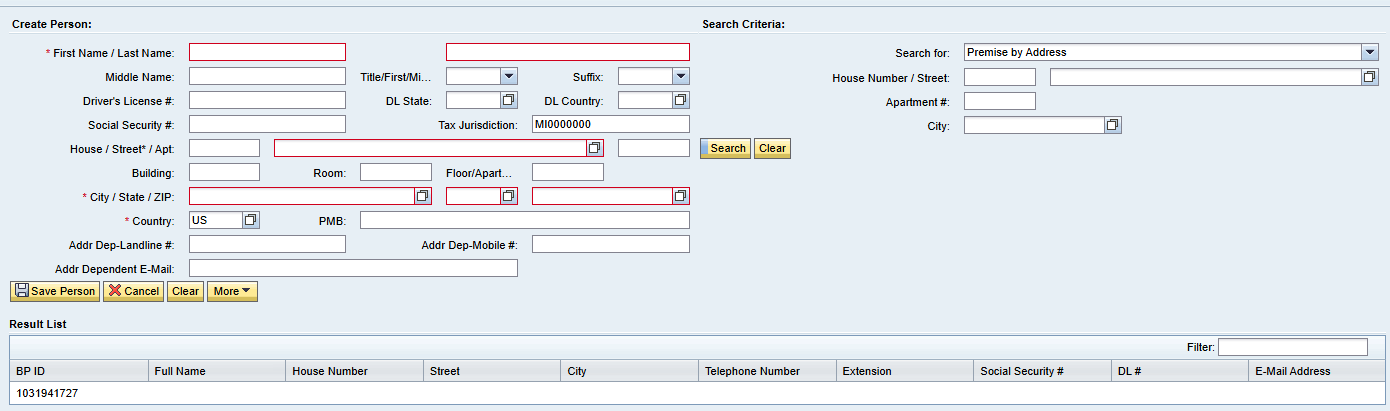 Create Person: Search Criteria:
* First Name / Last Name: Search for: Premise by Address
Middle Name: Title/First/Mi... Suffix: House Number / Street:
Driver's License #: DL State: DL Country: Apartment #:
Social Security #: Tax Jurisdiction: MI0000000 City:
House / Street* / Apt: Search Clear
Building: Room: Floor/Apart...
* City / State / ZIP:
* Country: US PMB:
Addr Dep-Landline #: Addr Dep-Mobile #:
Addr Dependent E-Mail:
Save Person Cancel Clear More
Result List
Filter:
BP ID Full Name House Number Street City Telephone Number Extension Social Security # DL # E-Mail Address
1031941727